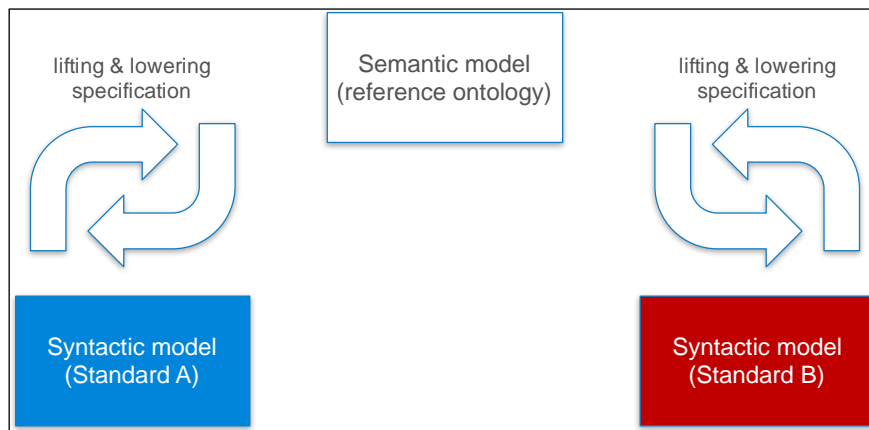 lifting & lowering
specification
Semantic model
(reference ontology)
lifting & lowering
specification
Syntactic model
(Standard A)
Syntactic model
(Standard B)